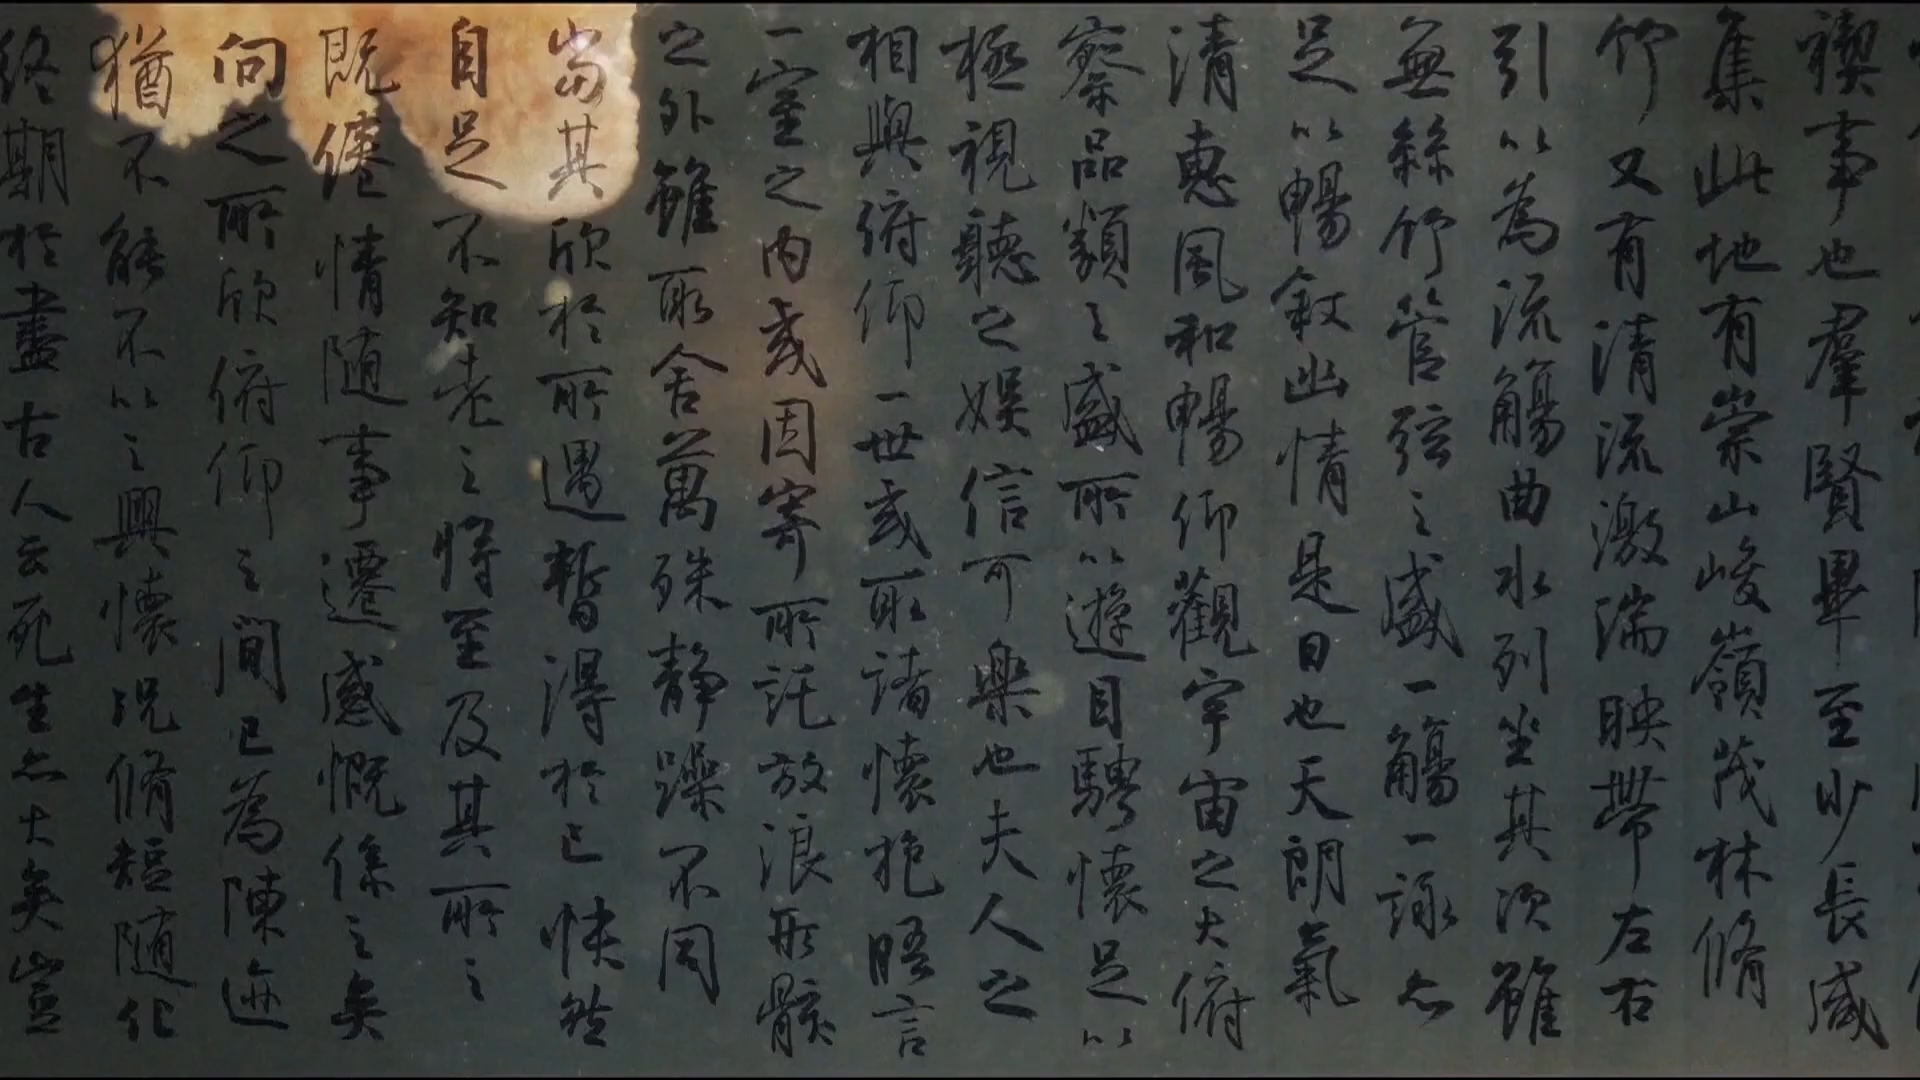 禊事也羣賢畢至少長咸
集此地有崇山峻嶺茂林脩
竹又有清流激湍映帶左右
引以為流觴曲水列坐其次雖
無絲竹管弦之盛一觴一詠亦
足以暢敘幽情是日也天朗氣
清惠風和暢仰觀宇宙之大俯
察品類之盛所以遊目騁懷足以
極視聽之娛信可樂也夫人之
相與俯仰一世或取諸懷抱晤言
一室之內或因寄所託放浪形骸
之外雖取舍萬殊靜躁不同
當其欣於所遇暫得於己快然
自足不知老之將至及其所之
既倦情隨事遷感慨係之矣
向之所欣俯仰之間已為陳迹
猶不能不以之興懷況脩短隨化
終期於盡古人云死生亦大矣豈